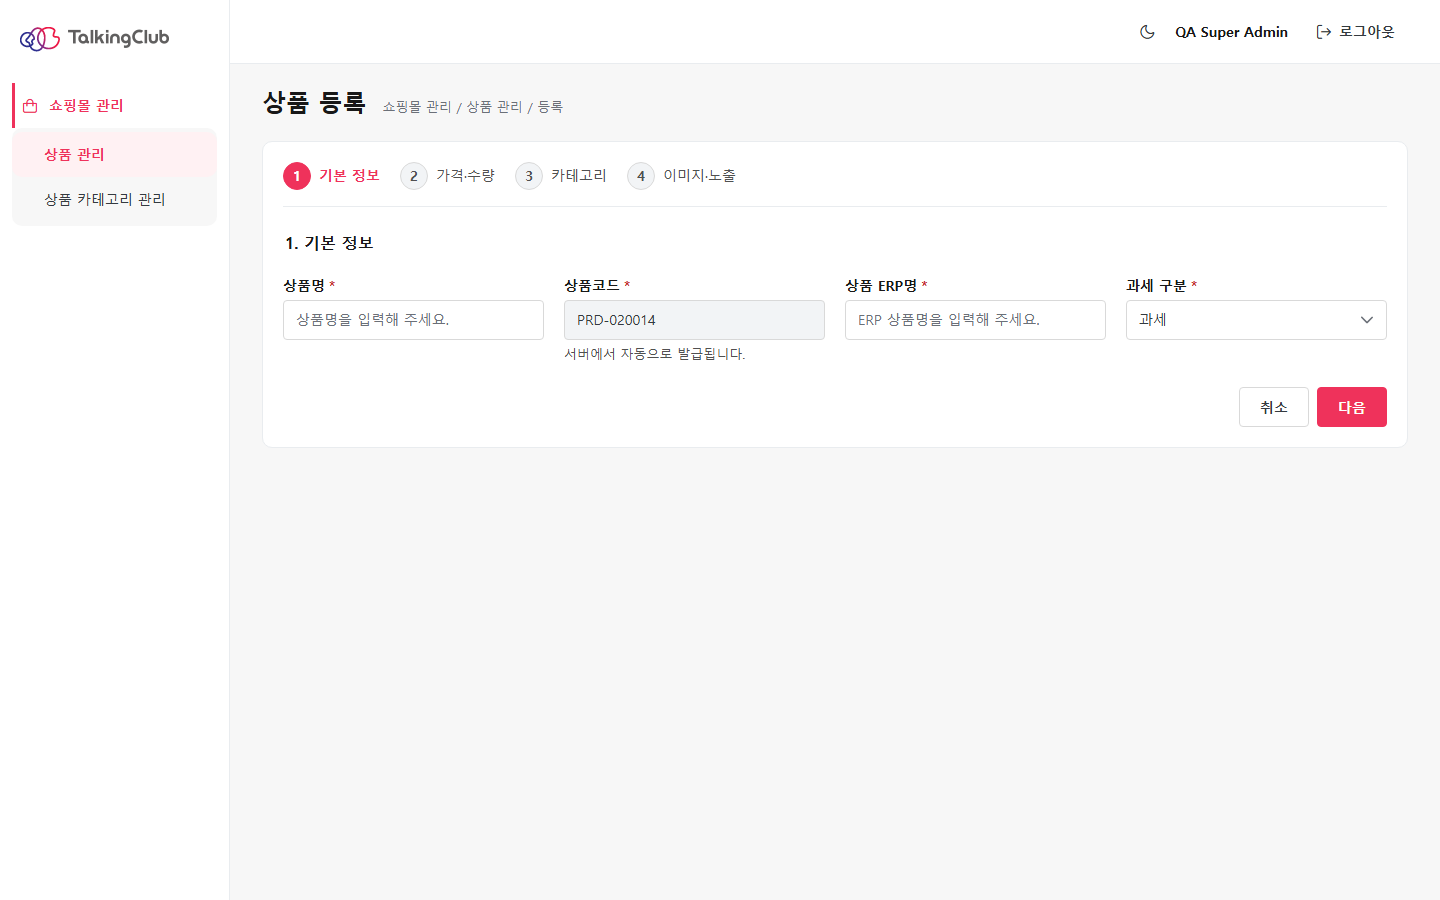 TalkingClub
QA Super Admin
로그아웃
쇼핑몰 관리
상품 관리
상품 카테고리 관리
상품 등록
쇼핑몰 관리 / 상품 관리 / 등록
1 기본 정보 2 가격·수량 3 카테고리 4 이미지·노출
1. 기본 정보
상품명 * 상품코드 * 상품 ERP명 * 과세 구분 *
상품명을 입력해 주세요. PRD-020014 ERP 상품명을 입력해 주세요. 과세
서버에서 자동으로 발급됩니다.
취소 다음